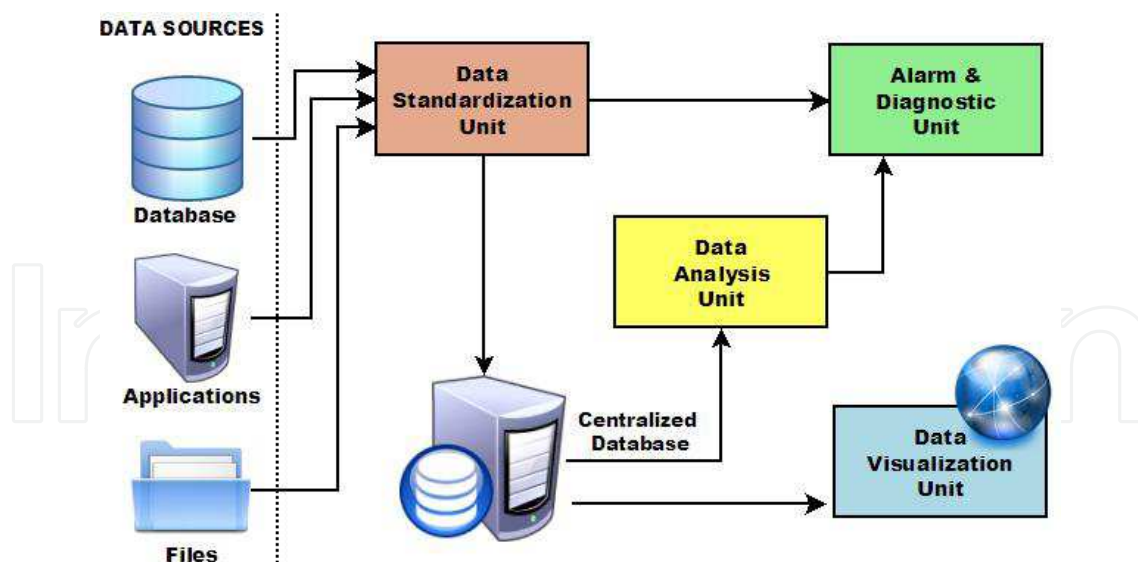 DATA SOURCES
Database
Applications
Files
Data
Standardization
Unit
Alarm &
Diagnostic
Unit
Data
Analysis
Unit
Centralized
Database
Data
Visualization
Unit